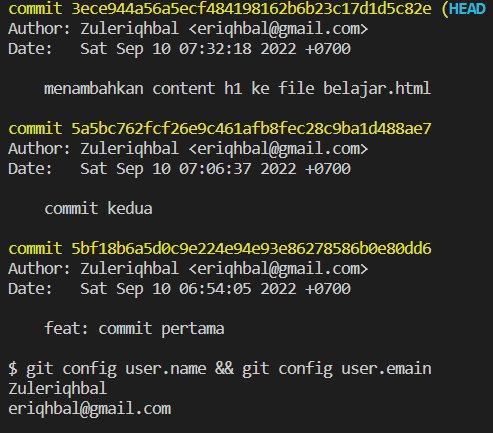 commit 3ece944a56a5ecf484198162b6b23c17d1d5c82e (HEAD
Author: Zuleriqhbal <eriqhbal@gmail.com>
Date:   Sat Sep 10 07:32:18 2022 +0700
menambahkan content h1 ke file belajar.html
commit 5a5bc762fcf26e9c461afb8fec28c9ba1d488ae7
Author: Zuleriqhbal <eriqhbal@gmail.com>
Date:   Sat Sep 10 07:06:37 2022 +0700
commit kedua
commit 5bf18b6a5d0c9e224e94e93e86278586b0e80dd6
Author: Zuleriqhbal <eriqhbal@gmail.com>
Date:   Sat Sep 10 06:54:05 2022 +0700
feat: commit pertama
$ git config user.name && git config user.emain
Zuleriqhbal
eriqhbal@gmail.com